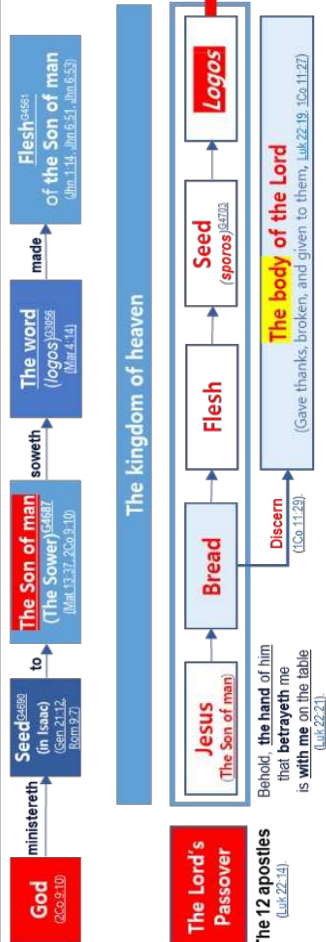 God
(2Co 9:10)
ministereth
Seed G4690
(in Isaac)
(Gen 21:12,
Rom 9:7)
to
The Son of man
(The Sower) G4687
(Mat 13:37, 2Co 9:10)
soweth
The word
(logos) G3056
(Mar 4:14)
made
Flesh G4561
of the Son of man
(Jhn 1:14, Jhn 6:51, Jhn 6:53)
The kingdom of heaven
The Lord's
Passover
The 12 apostles
(Luk 22:14).
Jesus
(The Son of man)
Bread
Flesh
Seed
(sporos) G4703
Logos
Behold, the hand of him
that betrayeth me
is with me on the table
(Luk 22:21).
Discern
(1Co 11:29).
The body of the Lord
(Gave thanks, broken, and given to them, Luk 22:19, 1Co 11:27)